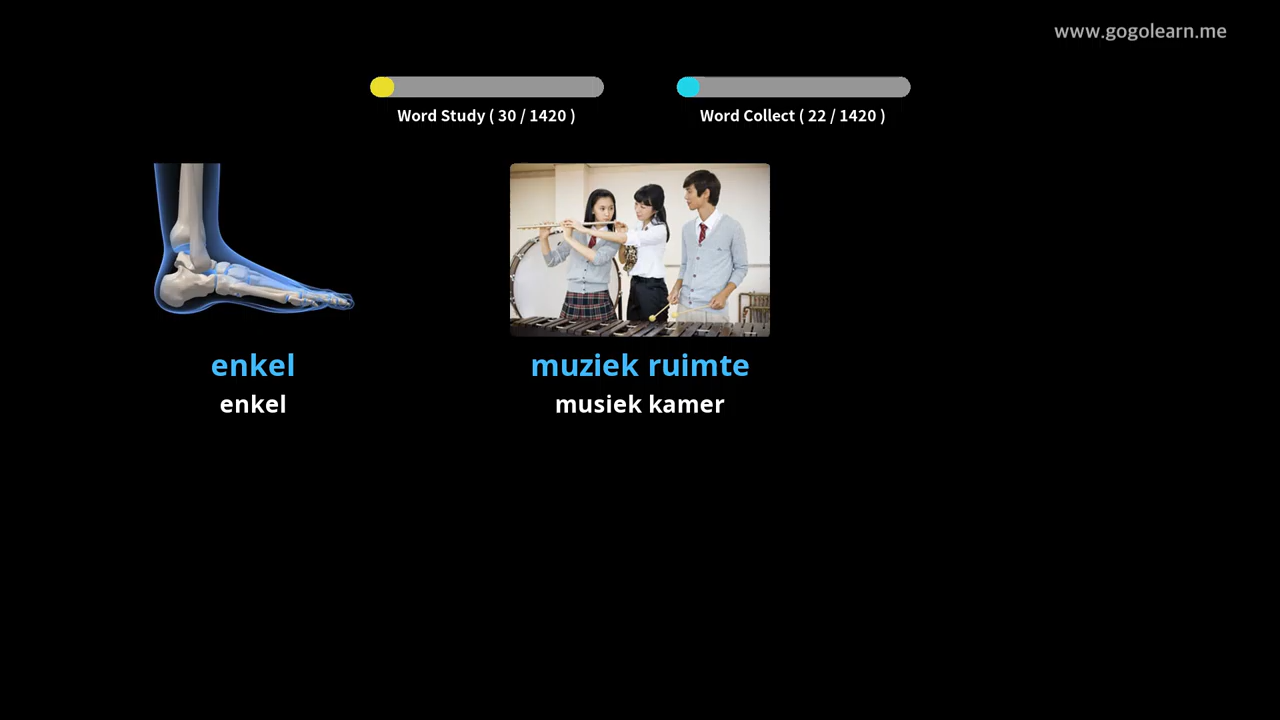 www.gogolearn.me
Word Study ( 30 / 1420 )
Word Collect ( 22 / 1420 )
enkel
enkel
muziek ruimte
musiek kamer